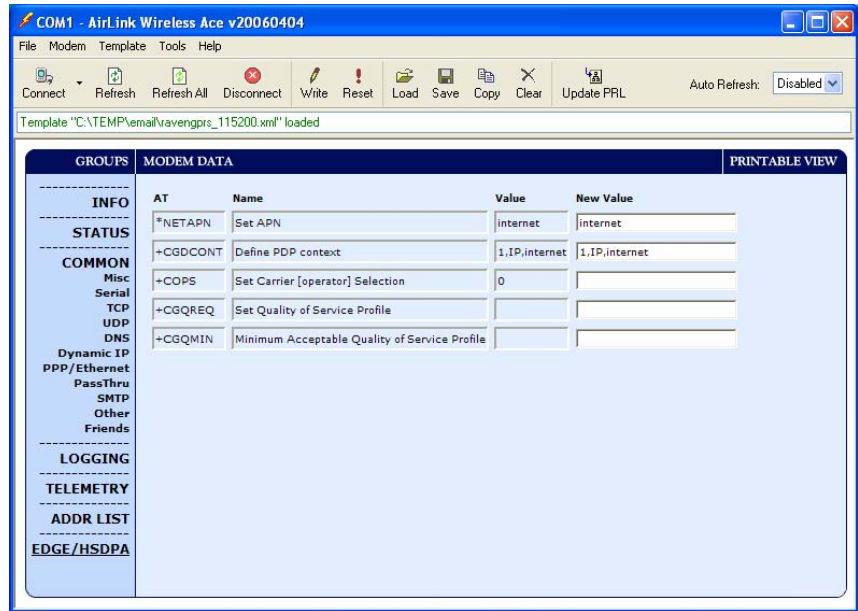 COM1 - AirLink Wireless Ace v20060404
File Modem Template Tools Help
Connect Refresh Refresh All Disconnect Write Reset Load Save Copy Clear Update PRL Auto Refresh: Disabled
Template "C:\TEMP\email\ravengprs_115200.xml" loaded
GROUPS MODEM DATA PRINTABLE VIEW
INFO
STATUS
COMMON
Misc
Serial
TCP
UDP
DNS
Dynamic IP
PPP/Ethernet
PassThru
SMTP
Other
Friends
LOGGING
TELEMETRY
ADDR LIST
EDGE/HSDPA
AT Name Value New Value
*NETAPN Set APN internet internet
+CGDCONT Define PDP context 1,IP,internet 1,IP,internet
+COPS Set Carrier [operator] Selection 0
+CGQREQ Set Quality of Service Profile
+CGQMIN Minimum Acceptable Quality of Service Profile